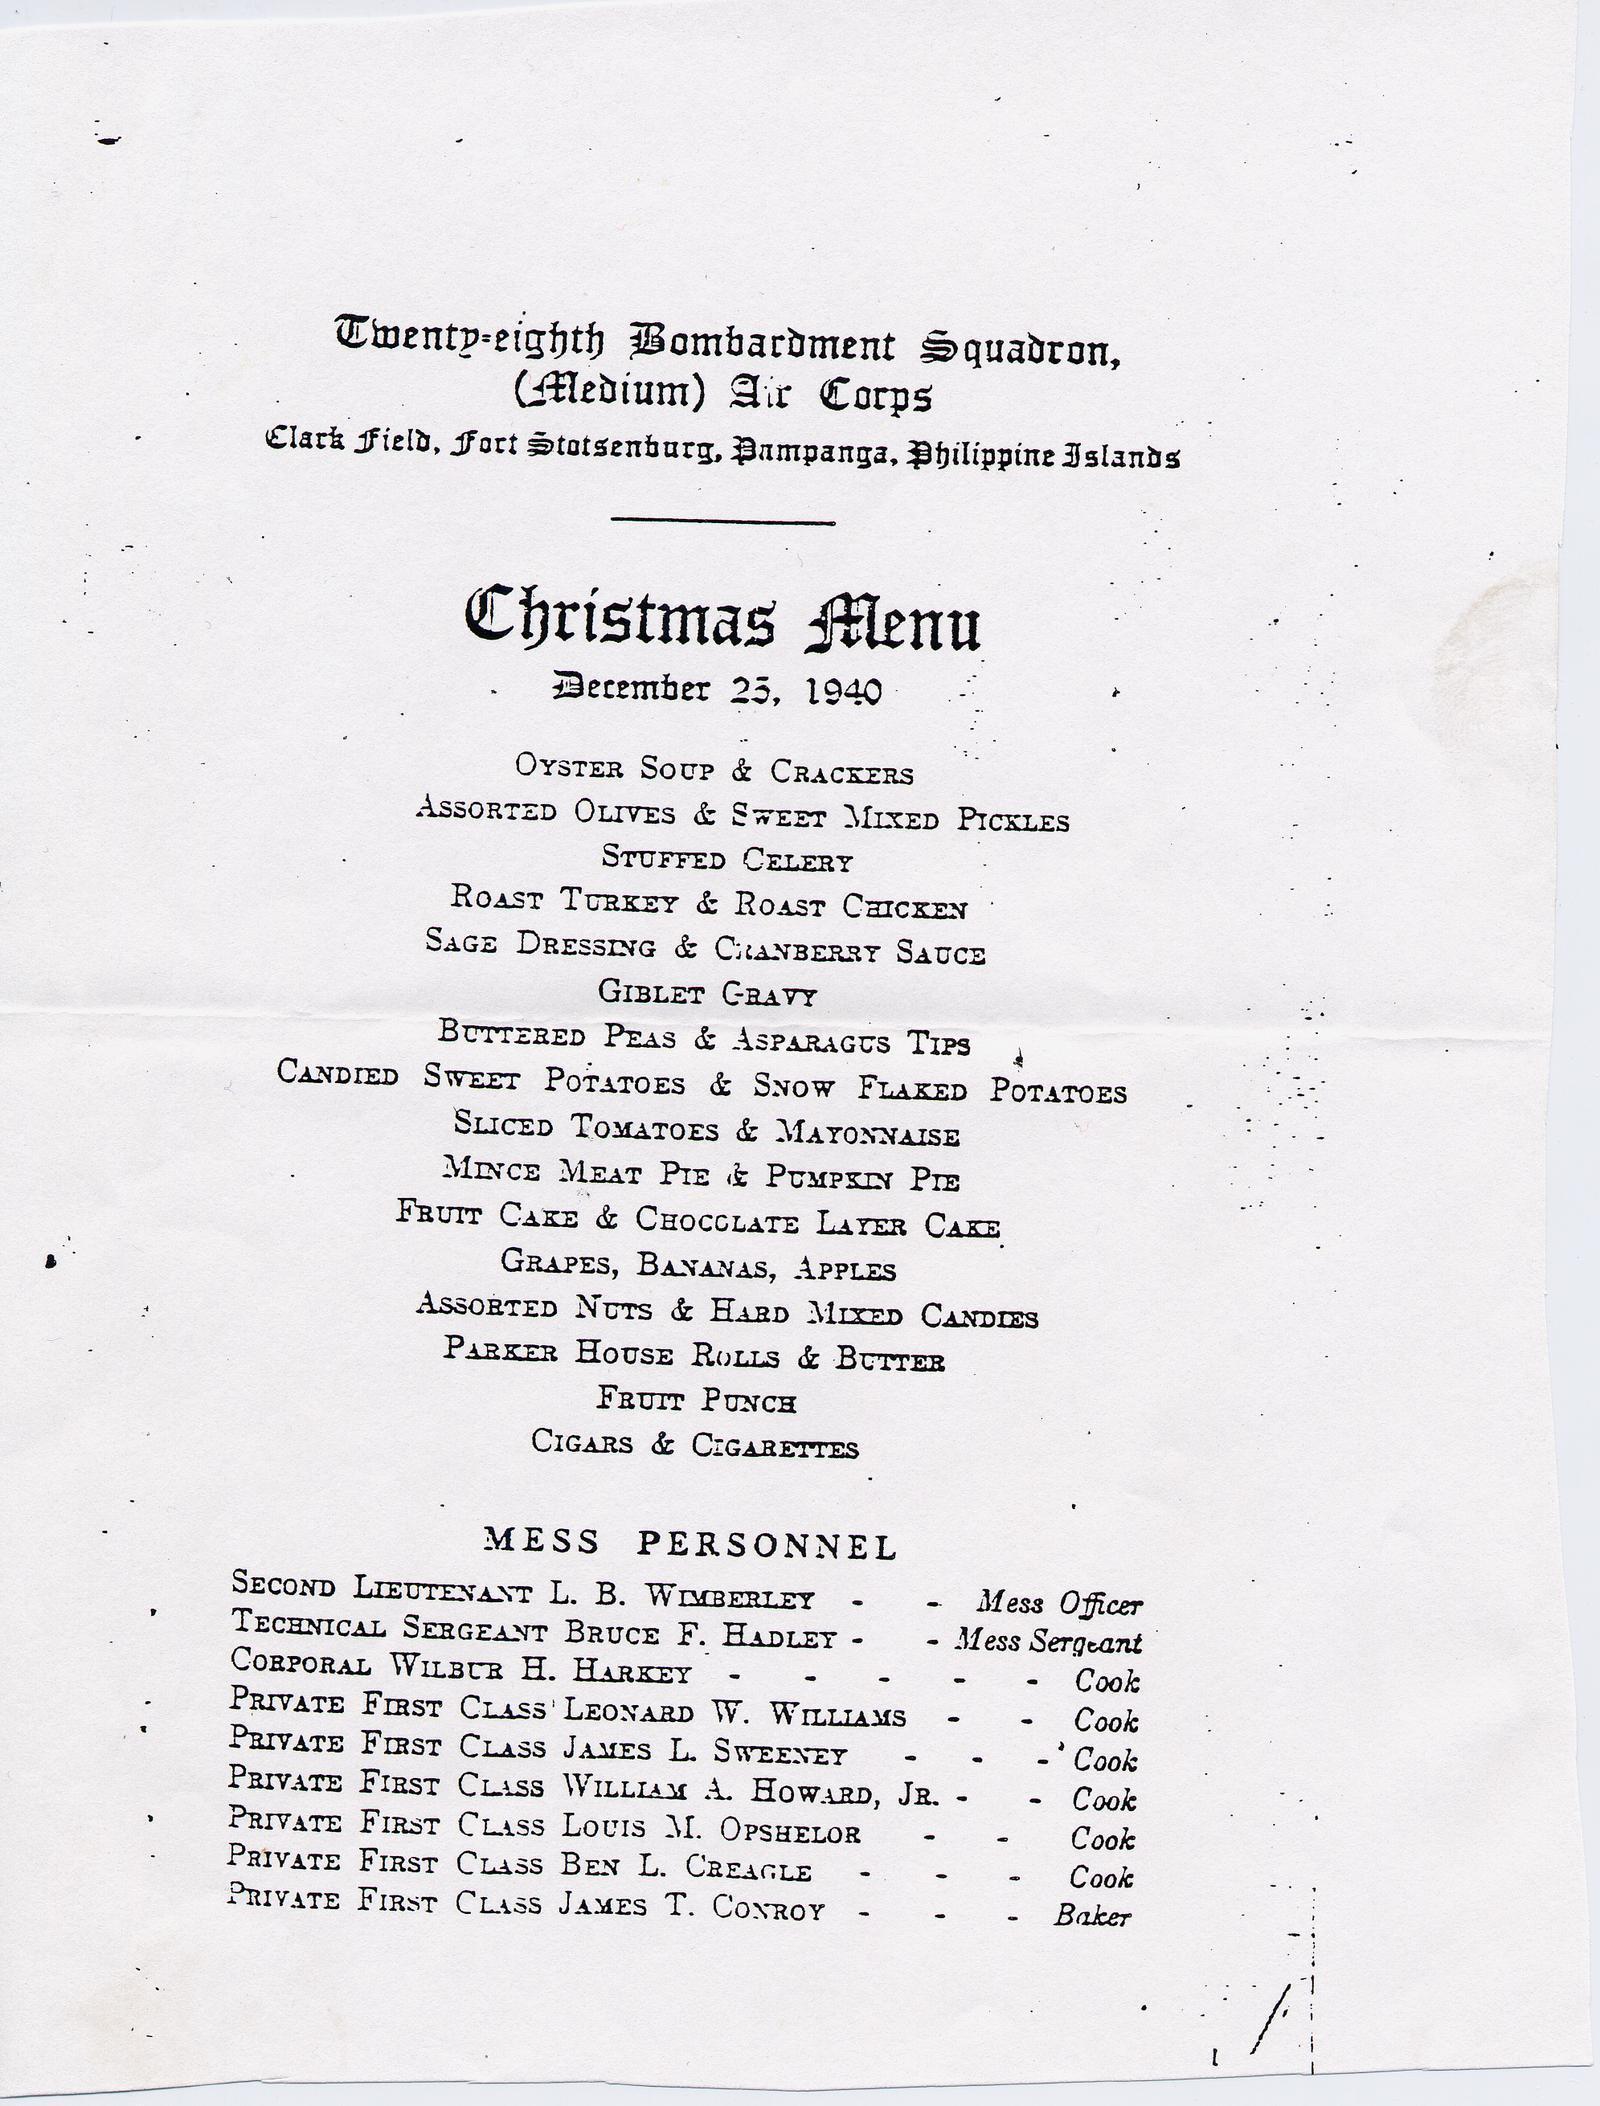 Twenty-eighth Bombardment Squadron,
(Medium) Air Corps
Clark Field, Fort Stotsenburg, Pampanga, Philippine Islands
Christmas Menu
December 25, 1940
OYSTER SOUP & CRACKERS
ASSORTED OLIVES & SWEET MIXED PICKLES
STUFFED CELERY
ROAST TURKEY & ROAST CHICKEN
SAGE DRESSING & CRANBERRY SAUCE
GIBLET GRAVY
BUTTERED PEAS & ASPARAGUS TIPS
CANDIED SWEET POTATOES & SNOW FLAKED POTATOES
SLICED TOMATOES & MAYONNAISE
MINCE MEAT PIE & PUMPKIN PIE
FRUIT CAKE & CHOCOLATE LAYER CAKE
GRAPES, BANANAS, APPLES
ASSORTED NUTS & HARD MIXED CANDIES
PARKER HOUSE ROLLS & BUTTER
FRUIT PUNCH
CIGARS & CIGARETTES
MESS PERSONNEL
SECOND LIEUTENANT L. B. WIMBERLEY - - Mess Officer
TECHNICAL SERGEANT BRUCE F. HADLEY - - Mess Sergeant
CORPORAL WILBUR H. HARKEY - - - - - Cook
PRIVATE FIRST CLASS LEONARD W. WILLIAMS - - Cook
PRIVATE FIRST CLASS JAMES L. SWEENEY - - - Cook
PRIVATE FIRST CLASS WILLIAM A. HOWARD, JR. - - Cook
PRIVATE FIRST CLASS LOUIS M. OPSHELOR - - Cook
PRIVATE FIRST CLASS BEN L. CREAGLE - - - Cook
PRIVATE FIRST CLASS JAMES T. CONROY - - - Baker